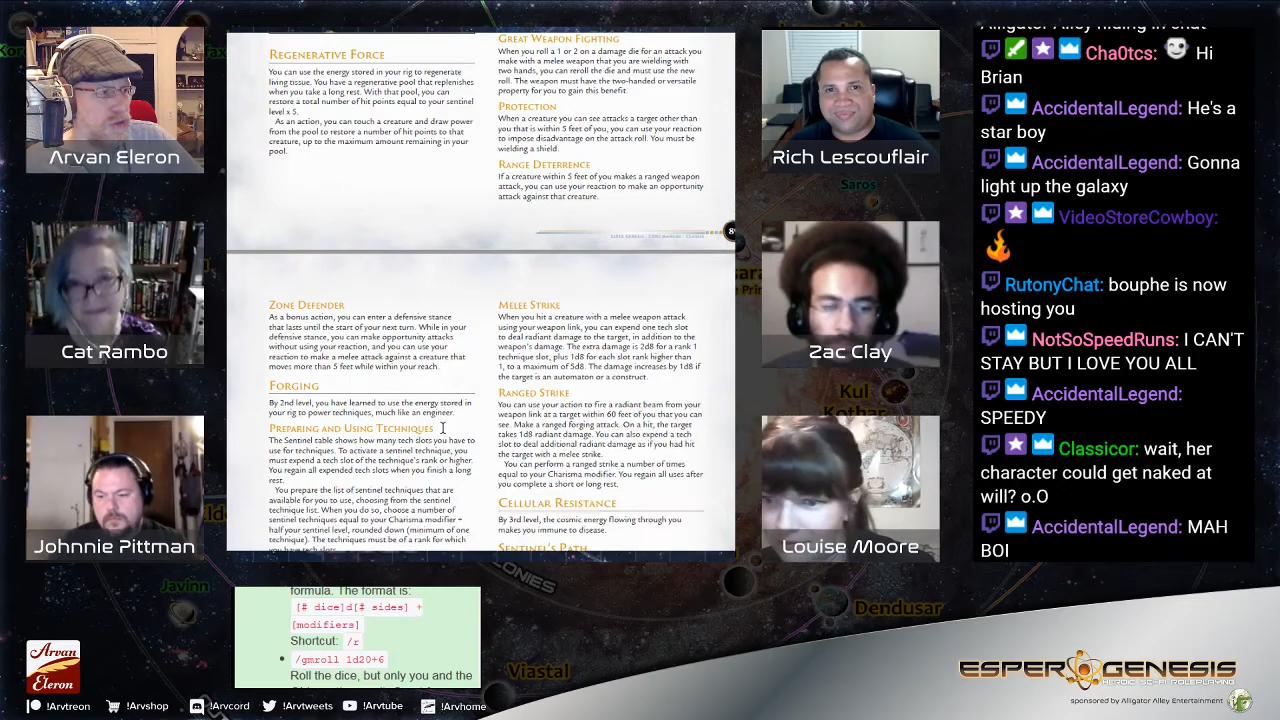 Arvan Eleron
Cat Rambo
Johnnie Pittman
Regenerative Force
You can use the energy stored in your rig to regenerate
living tissue. You have a regenerative pool that replenishes
when you take a long rest. With that pool, you can
restore a total number of hit points equal to your sentinel
level x 5.
As an action, you can touch a creature and draw power
from the pool to restore a number of hit points to that
creature, up to the maximum amount remaining in your
pool.
Great Weapon Fighting
When you roll a 1 or 2 on a damage die for an attack you
make with a melee weapon that you are wielding with
two hands, you can reroll the die and must use the new
roll. The weapon must have the two-handed or versatile
property for you to gain this benefit.
Protection
When a creature you can see attacks a target other than
you that is within 5 feet of you, you can use your reaction
to impose disadvantage on the attack roll. You must be
wielding a shield.
Range Deterrence
If a creature within 5 feet of you makes a ranged weapon
attack, you can use your reaction to make an opportunity
attack against that creature.
Zone Defender
As a bonus action, you can enter a defensive stance
that lasts until the start of your next turn. While in your
defensive stance, you can make opportunity attacks
without using your reaction, and you can use your
reaction to make a melee attack against a creature that
moves more than 5 feet while within your reach.
Forging
By 2nd level, you have learned to use the energy stored in
your rig to power techniques, much like an engineer.
Preparing and Using Techniques
The Sentinel table shows how many tech slots you have to
use for techniques. To activate a sentinel technique, you
must expend a tech slot of the technique's rank or higher.
You regain all expended tech slots when you finish a long
rest.
You prepare the list of sentinel techniques that are
available for you to use, choosing from the sentinel
technique list. When you do so, choose a number of
sentinel techniques equal to your Charisma modifier +
half your sentinel level, rounded down (minimum of one
technique). The techniques must be of a rank for which
you have tech slots.
Melee Strike
When you hit a creature with a melee weapon attack
using your weapon link, you can expend one tech slot
to deal radiant damage to the target, in addition to the
weapon's damage. The extra damage is 2d8 for a rank 1
technique slot, plus 1d8 for each slot rank higher than
1, to a maximum of 5d8. The damage increases by 1d8 if
the target is an automaton or a construct.
Ranged Strike
You can use your action to fire a radiant beam from your
weapon link at a target within 60 feet of you that you can
see. Make a ranged forging attack. On a hit, the target
takes 1d8 radiant damage. You can also expend a tech
slot to deal additional radiant damage as if you had hit
the target with a melee strike.
You can perform a ranged strike a number of times
equal to your Charisma modifier. You regain all uses after
you complete a short or long rest.
Cellular Resistance
By 3rd level, the cosmic energy flowing through you
makes you immune to disease.
Sentinel's Path
Rich Lescouflair
Zac Clay
Louise Moore
Saros
Kul
Kothar
Javinn
Dendusar
Viastal
Cha0tcs: Hi
Brian
AccidentalLegend: He's a
star boy
AccidentalLegend: Gonna
light up the galaxy
VideoStoreCowboy:
RutonyChat: bouphe is now
hosting you
NotSoSpeedRuns: I CAN'T
STAY BUT I LOVE YOU ALL
AccidentalLegend:
SPEEDY
Classicor: wait, her
character could get naked at
will? o.O
AccidentalLegend: MAH
BOI
formula. The format is:
[# dice]d[# sides] +
[modifiers]
Shortcut: /r
/gmroll 1d20+6
Roll the dice, but only you and the
Arvan
Eleron
/Arvtreon
/Arvshop
/Arvcord
/Arvtweets
/Arvtube
/Arvhome
ESPER GENESIS
HEROIC SCI-FI ROLEPLAYING
sponsored by Alligator Alley Entertainment